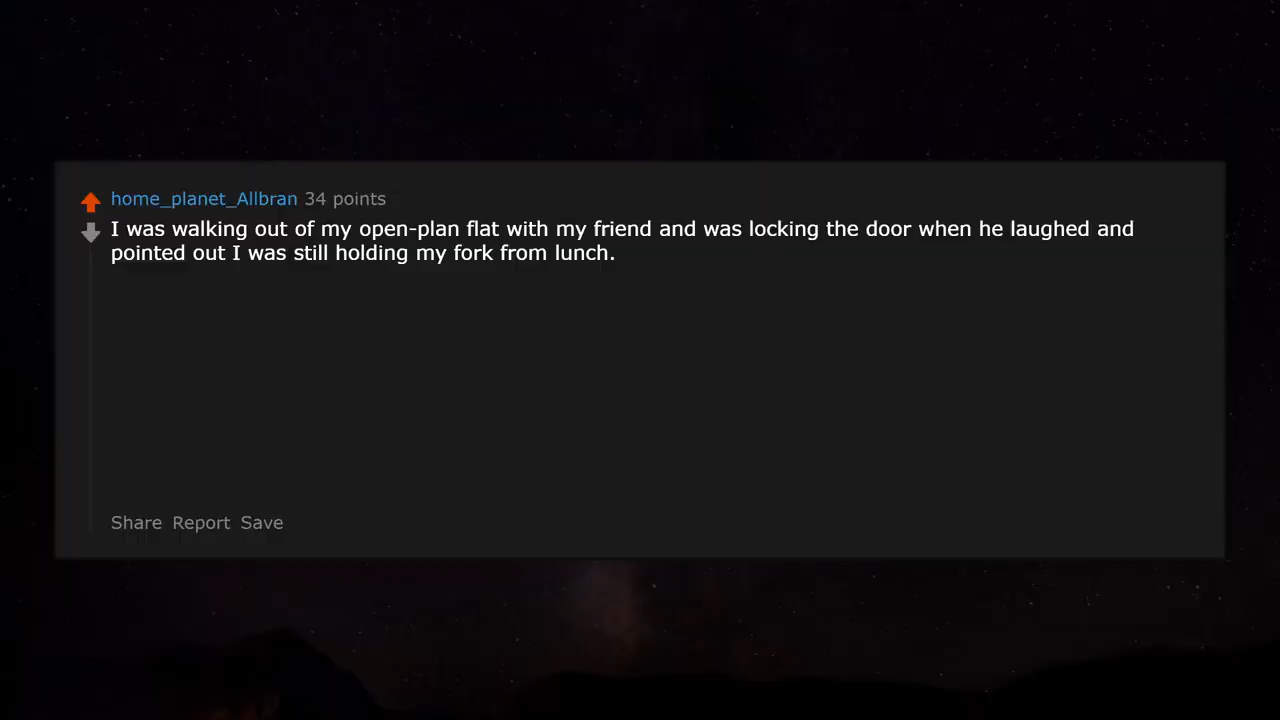 home_planet_Allbran 34 points
I was walking out of my open-plan flat with my friend and was locking the door when he laughed and
pointed out I was still holding my fork from lunch.
Share Report Save